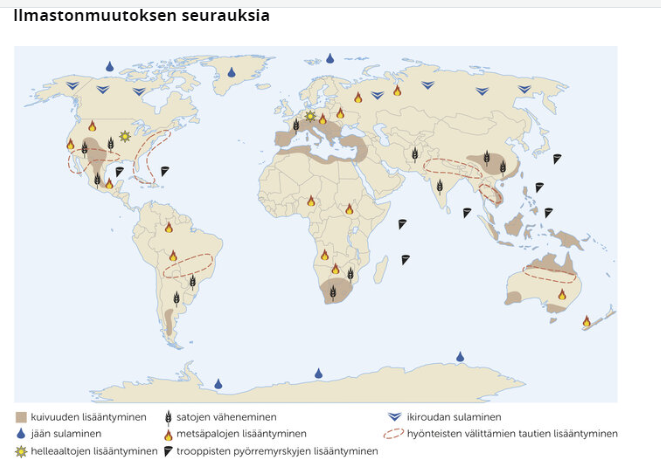 Ilmastonmuutoksen seurauksia
kuivuuden lisääntyminen
satojen väheneminen
ikiroudan sulaminen
jään sulaminen
metsäpalojen lisääntyminen
hyönteisten välittämien tautien lisääntyminen
helleaaltojen lisääntyminen
trooppisten pyörremyrskyjen lisääntyminen